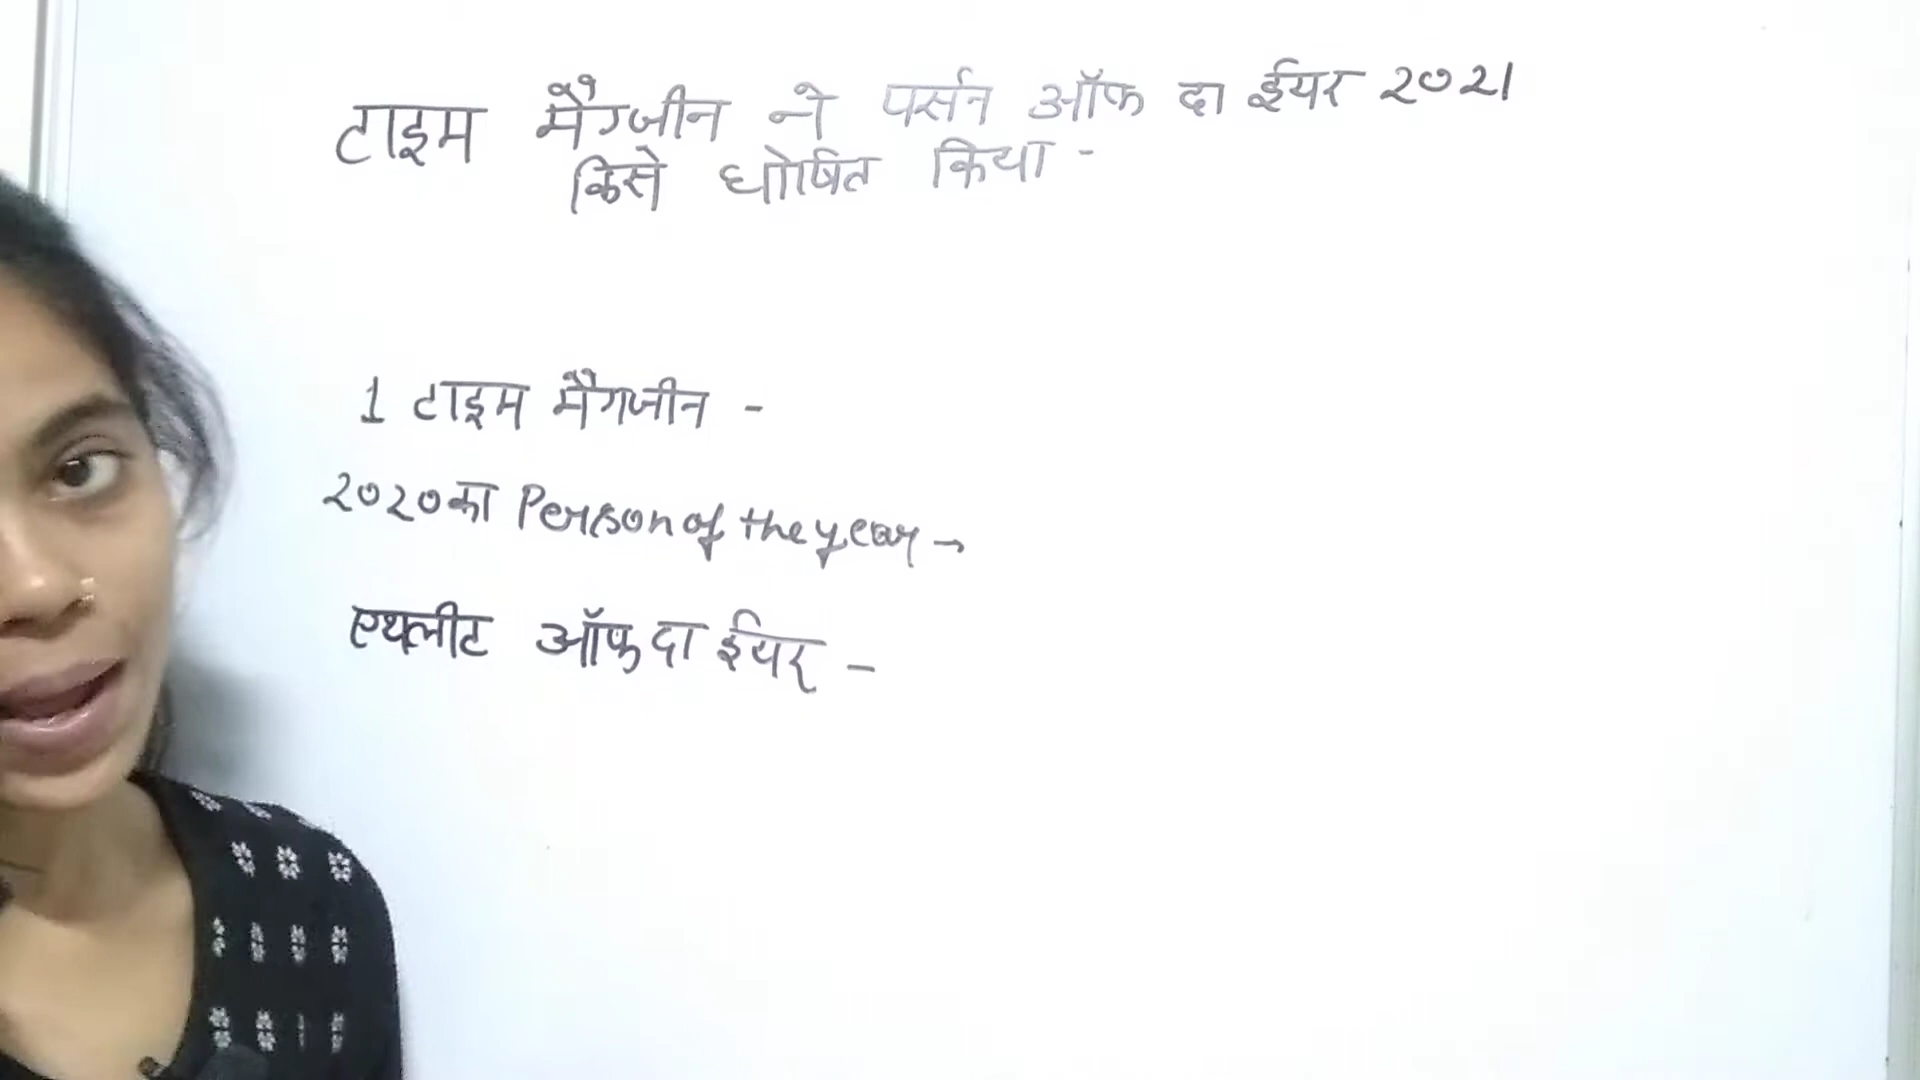 टाइम मैगजीन ने पर्सन ऑफ दा ईयर 2021
किसे घोषित किया -
1 टाइम मैगजीन -
2020 का Person of the year →
एथलीट ऑफ दा ईयर -